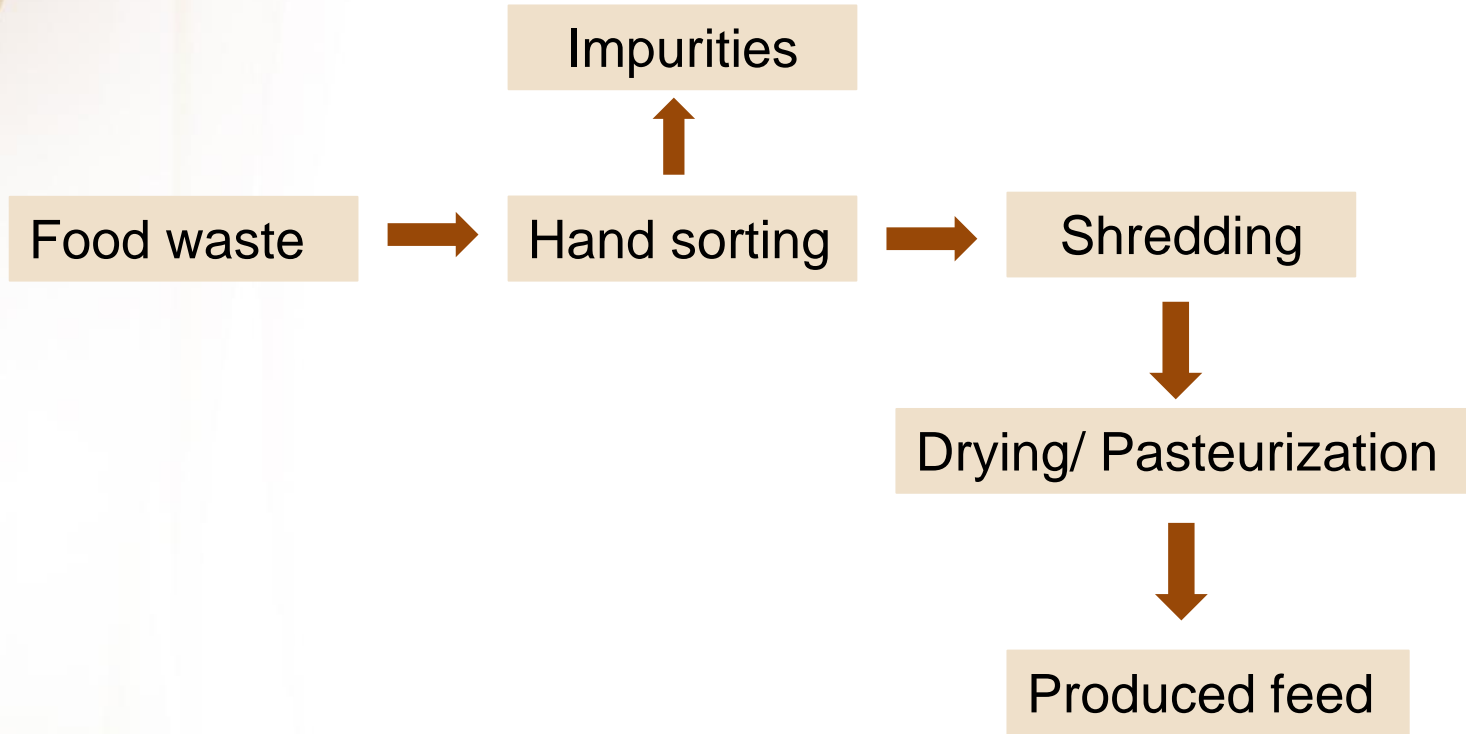 Impurities
Food waste
Hand sorting
Shredding
Drying/ Pasteurization
Produced feed